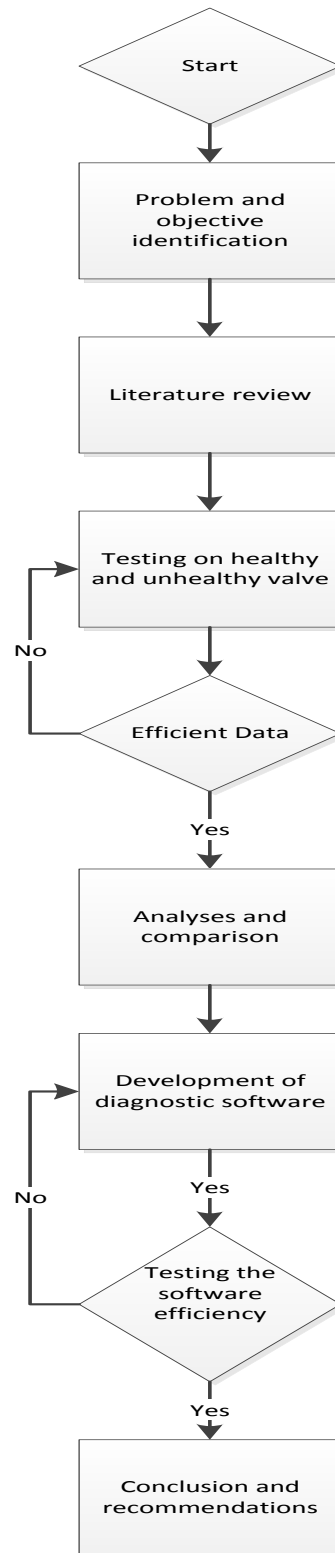 Start
Problem and
objective
identification
Literature review
Testing on healthy
and unhealthy valve
No
Efficient Data
Yes
Analyses and
comparison
Development of
diagnostic software
Yes
No
Testing the
software
efficiency
Yes
Conclusion and
recommendations